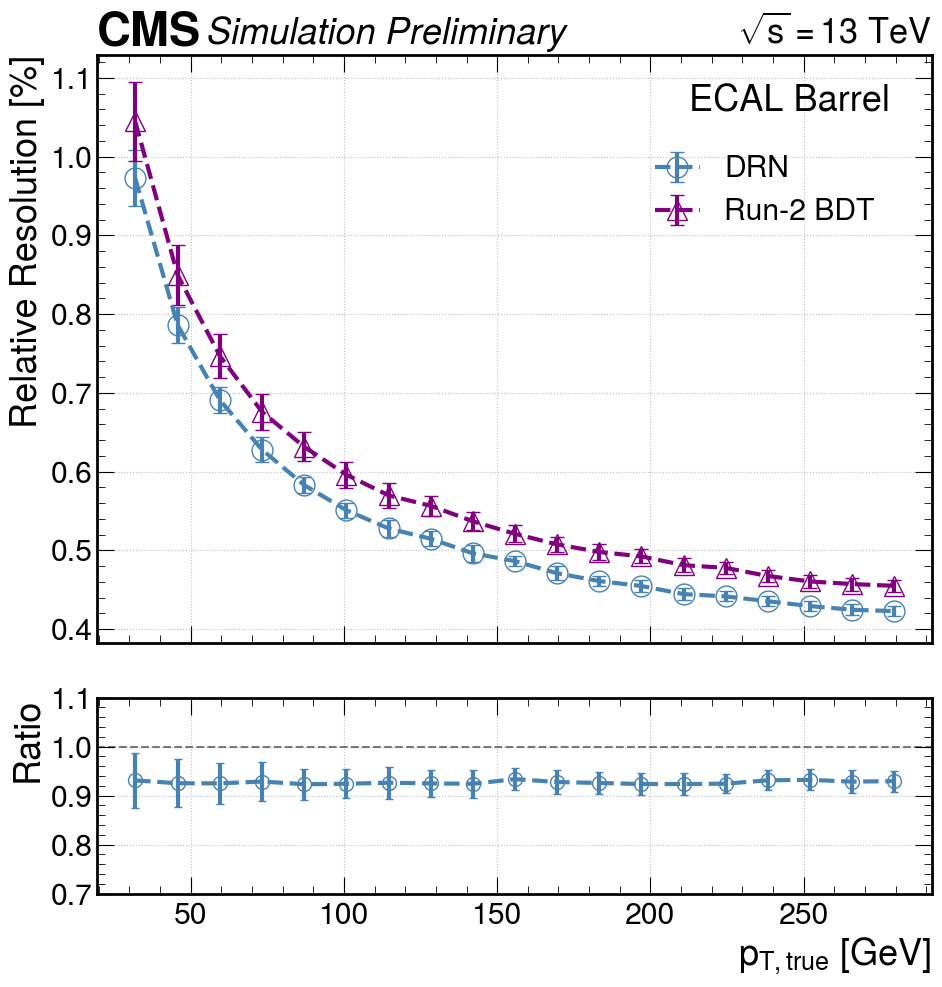 CMS Simulation Preliminary √s = 13 TeV
Relative Resolution [%]
ECAL Barrel
DRN
Run-2 BDT
1.1
1.0
0.9
0.8
0.7
0.6
0.5
0.4
Ratio
1.1
1.0
0.9
0.8
0.7
50 100 150 200 250
pT, true [GeV]